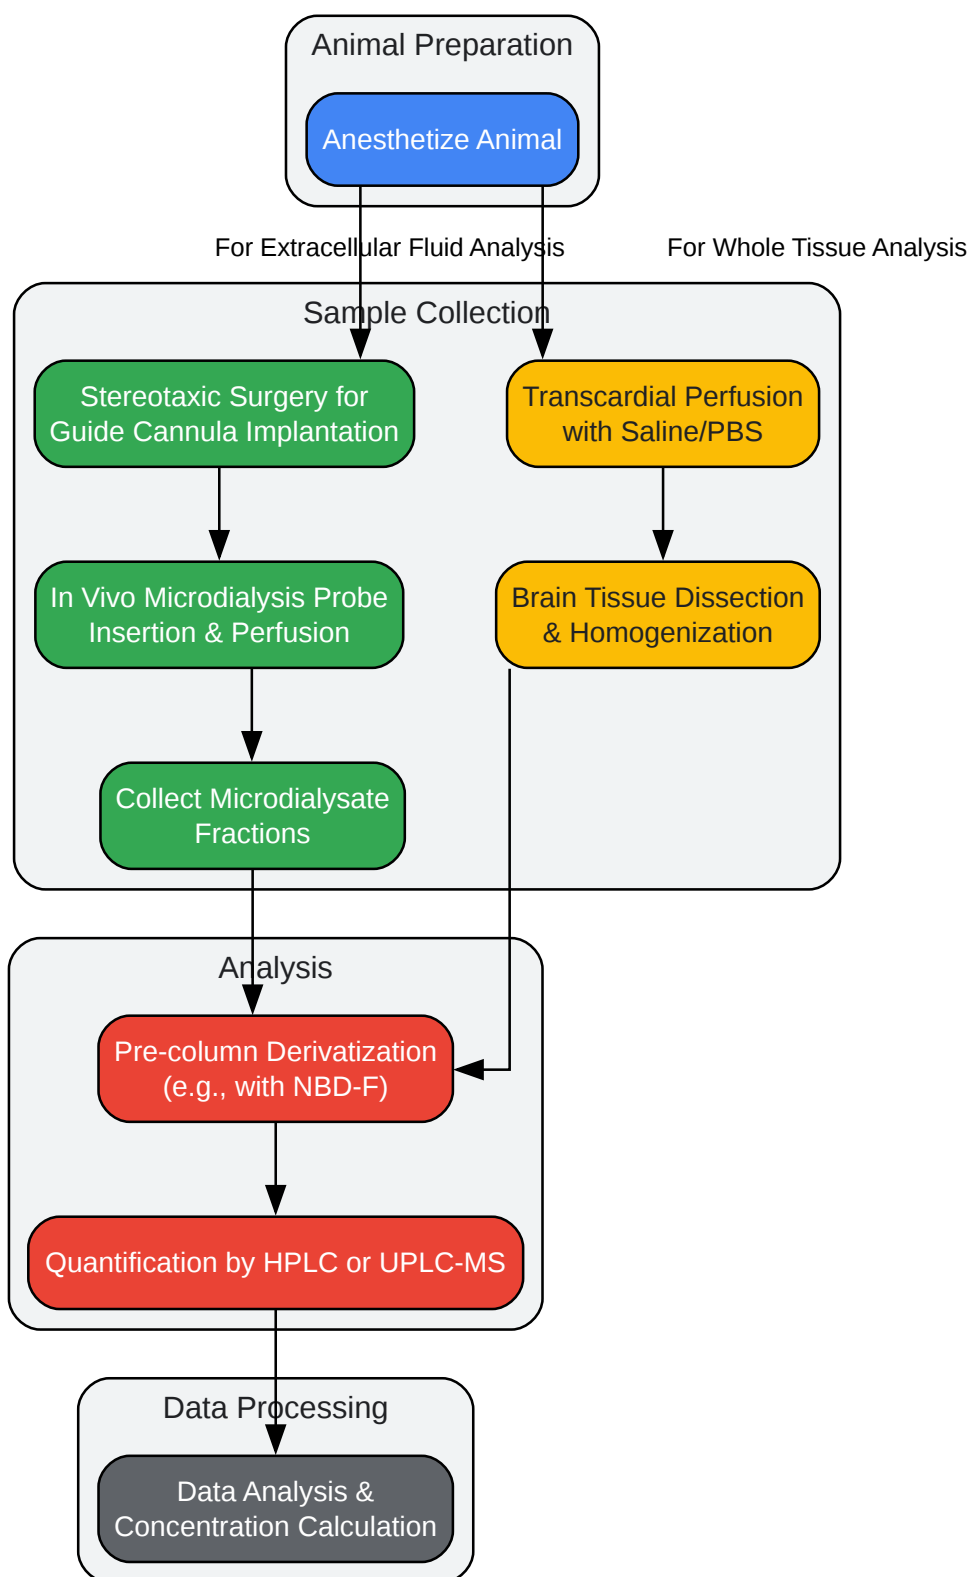 Animal Preparation
Anesthetize Animal
For Extracellular Fluid Analysis
For Whole Tissue Analysis
Sample Collection
Stereotaxic Surgery for
Guide Cannula Implantation
Transcardial Perfusion
with Saline/PBS
In Vivo Microdialysis Probe
Insertion & Perfusion
Brain Tissue Dissection
& Homogenization
Collect Microdialysate
Fractions
Analysis
Pre-column Derivatization
(e.g., with NBD-F)
Quantification by HPLC or UPLC-MS
Data Processing
Data Analysis &
Concentration Calculation